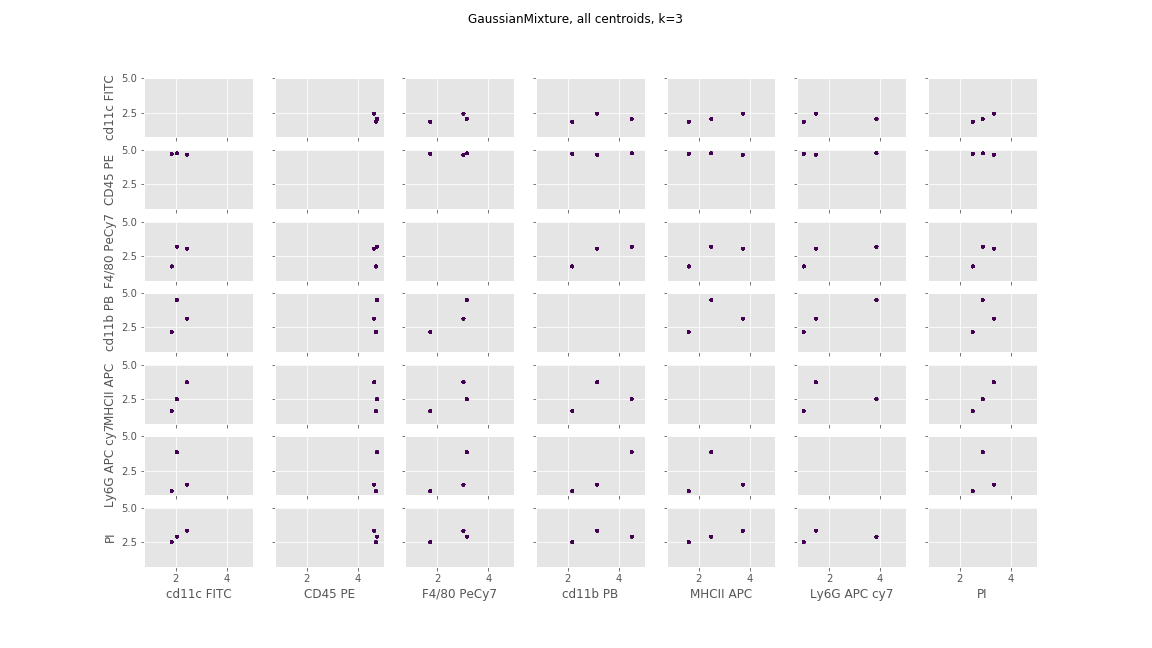 GaussianMixture, all centroids, k=3
cd11c FITC
5.0
2.5
CD45 PE
5.0
2.5
F4/80 PeCy7
5.0
2.5
cd11b PB
5.0
2.5
MHCII APC
5.0
2.5
Ly6G APC cy7
5.0
2.5
PI
5.0
2.5
2 4 2 4 2 4 2 4 2 4 2 4 2 4
cd11c FITC CD45 PE F4/80 PeCy7 cd11b PB MHCII APC Ly6G APC cy7 PI